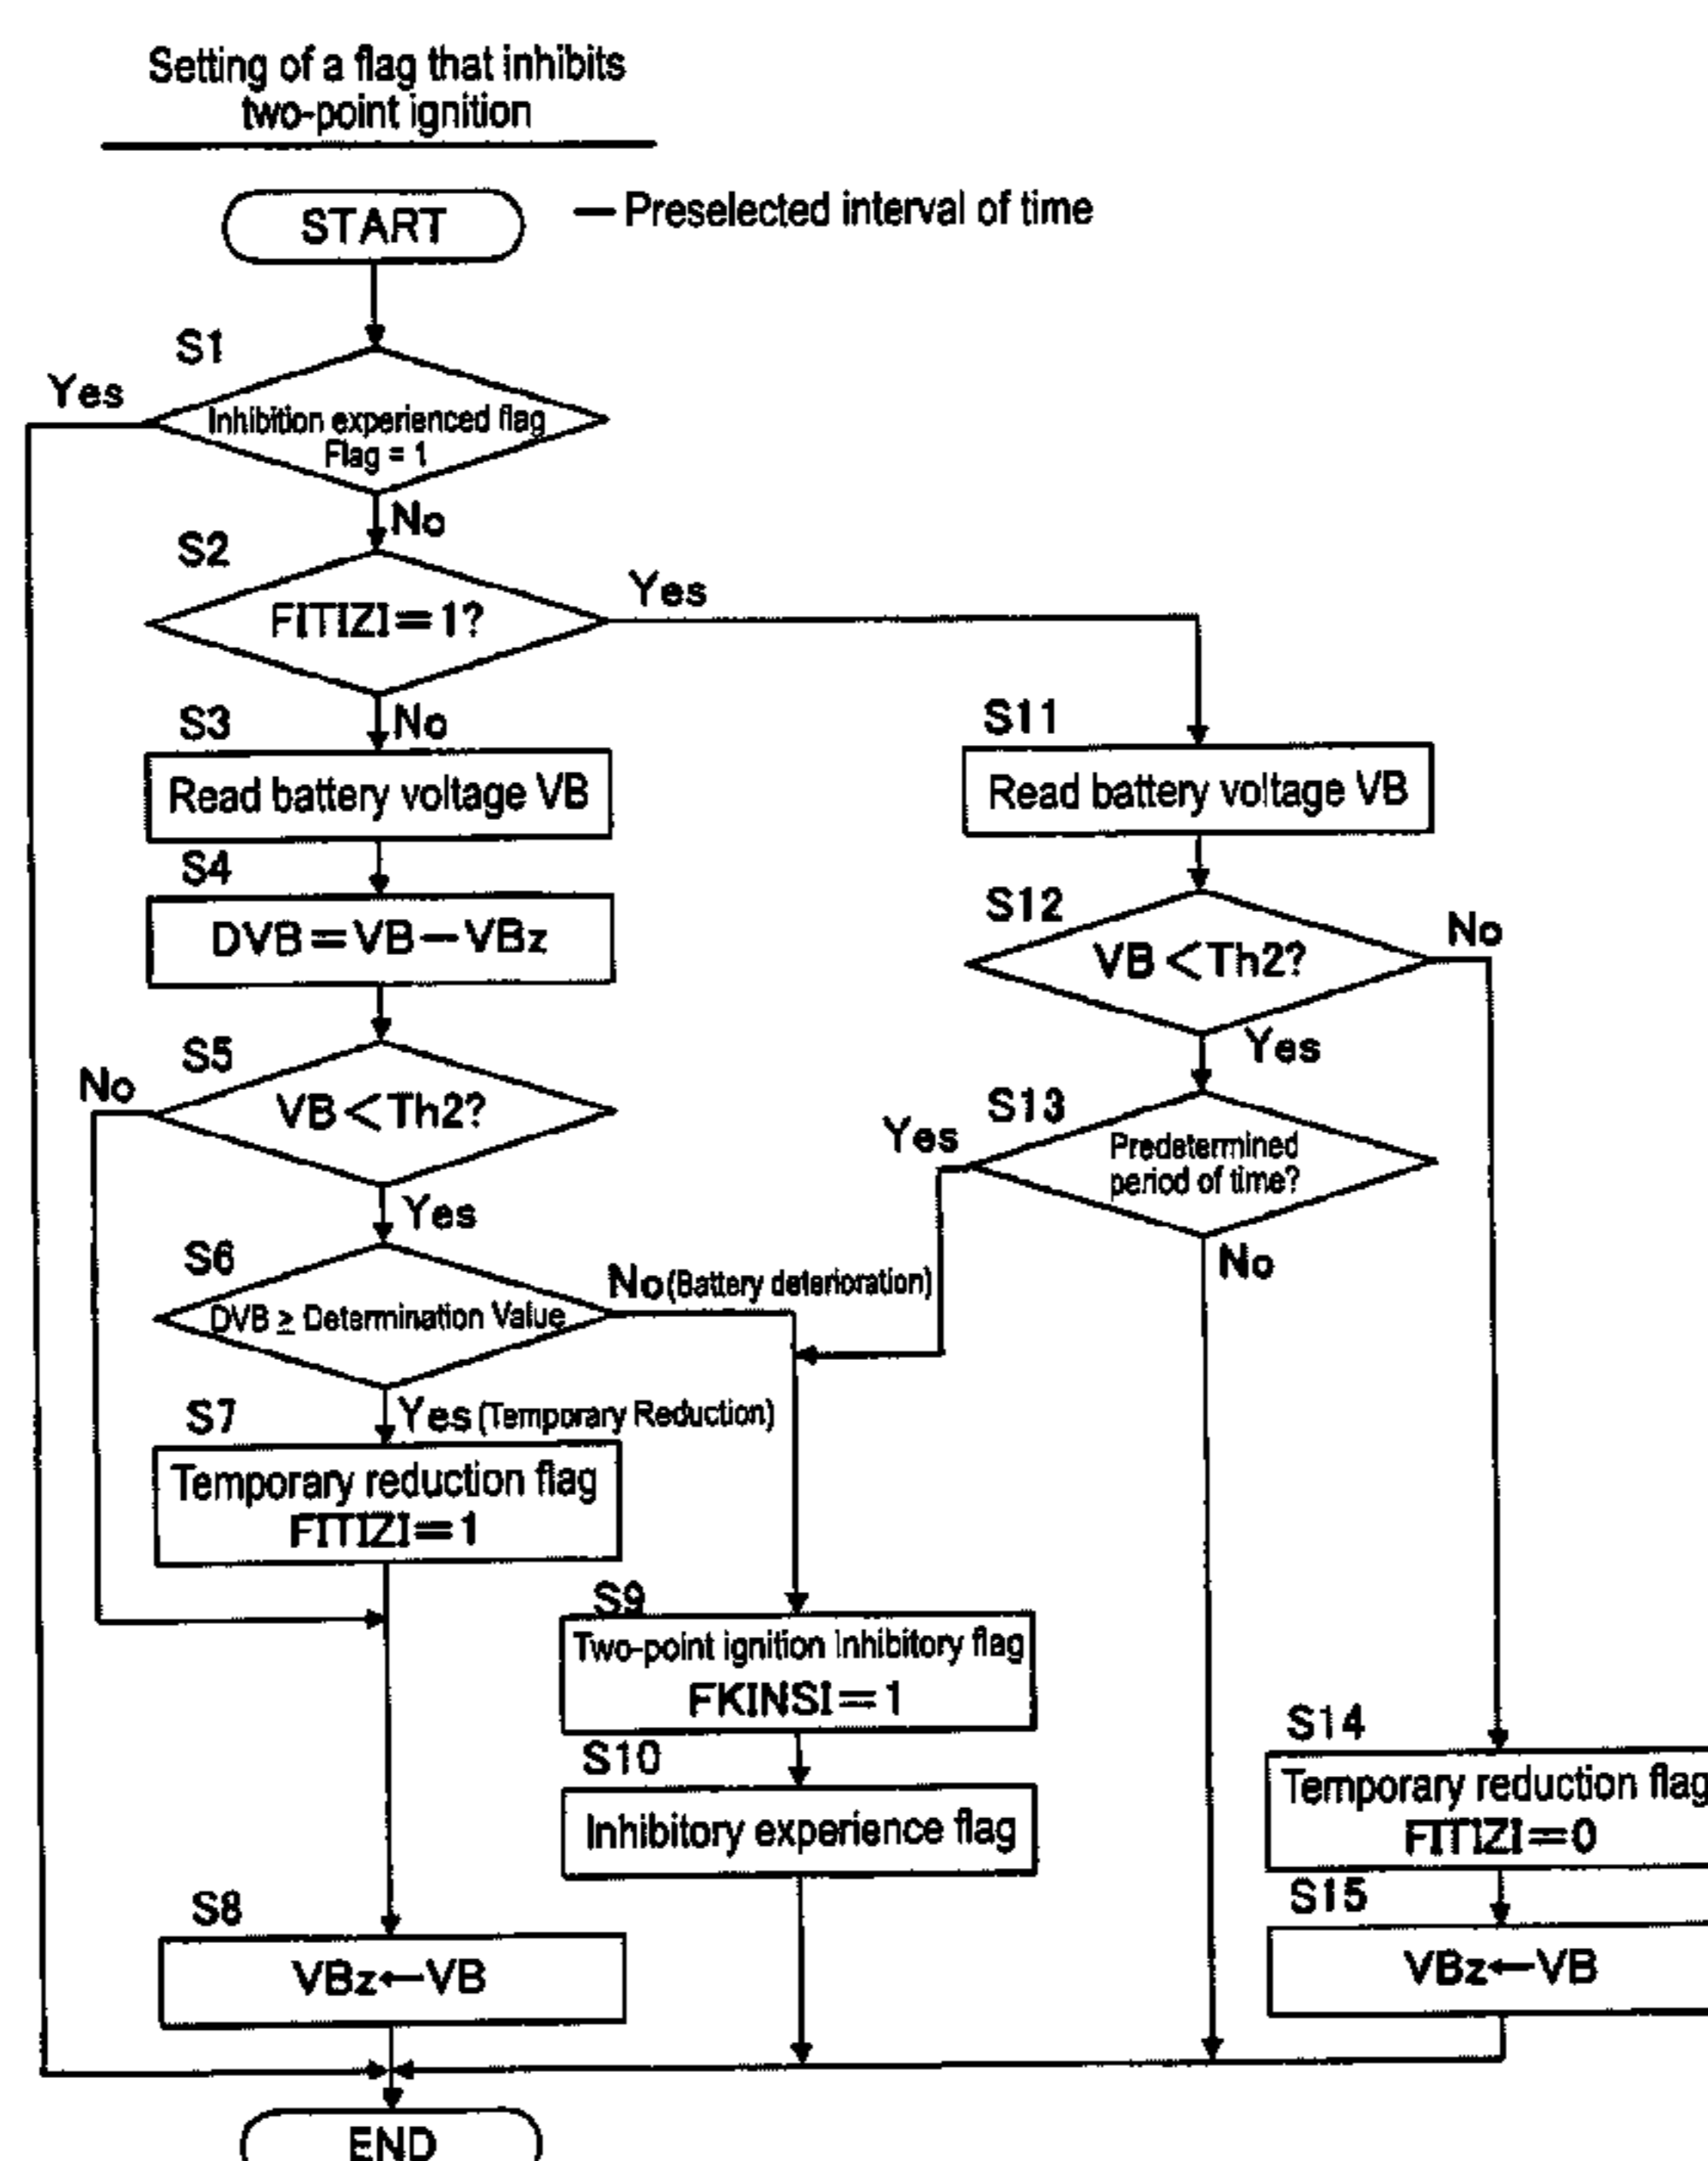 Setting of a flag that inhibits
two-point ignition
START
— Preselected interval of time
S1
Yes
Inhibition experienced flag
Flag = 1
No
S2
FITIZI=1?
Yes
No
S3
Read battery voltage VB
S4
DVB=VB−VBz
S5
No
VB<Th2?
Yes
S6
DVB ≥ Determination Value
No (Battery deterioration)
Yes (Temporary Reduction)
S7
Temporary reduction flag
FITIZI=1
S8
VBz←VB
S9
Two-point ignition Inhibitory flag
FKINSI=1
S10
Inhibitory experience flag
S11
Read battery voltage VB
S12
VB<Th2?
No
Yes
S13
Yes
Predetermined
period of time?
No
S14
Temporary reduction flag
FITIZI=0
S15
VBz←VB
END